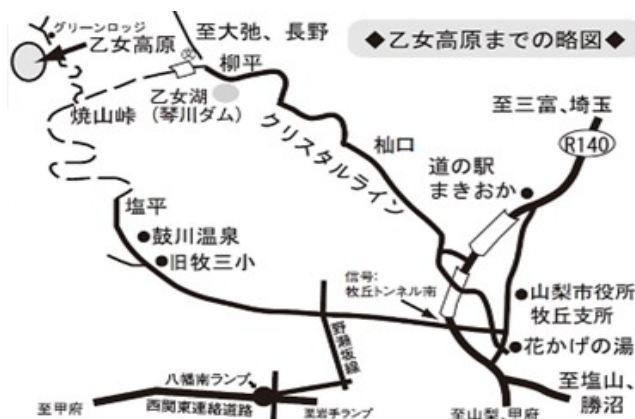 グリーンロッジ
乙女高原
至大弛、長野
◆乙女高原までの略図◆
柳平
焼山峠
乙女湖
（琴川ダム）
クリスタルライン
杣口
至三富、埼玉
R140
道の駅
まきおか
塩平
鼓川温泉
旧牧三小
信号：
牧丘トンネル南
山梨市役所
牧丘支所
花かげの湯
野瀬坂線
八幡南ランプ
西関東連絡道路
至甲府
至岩手ランプ
至塩山、
勝沼
至山梨、甲府